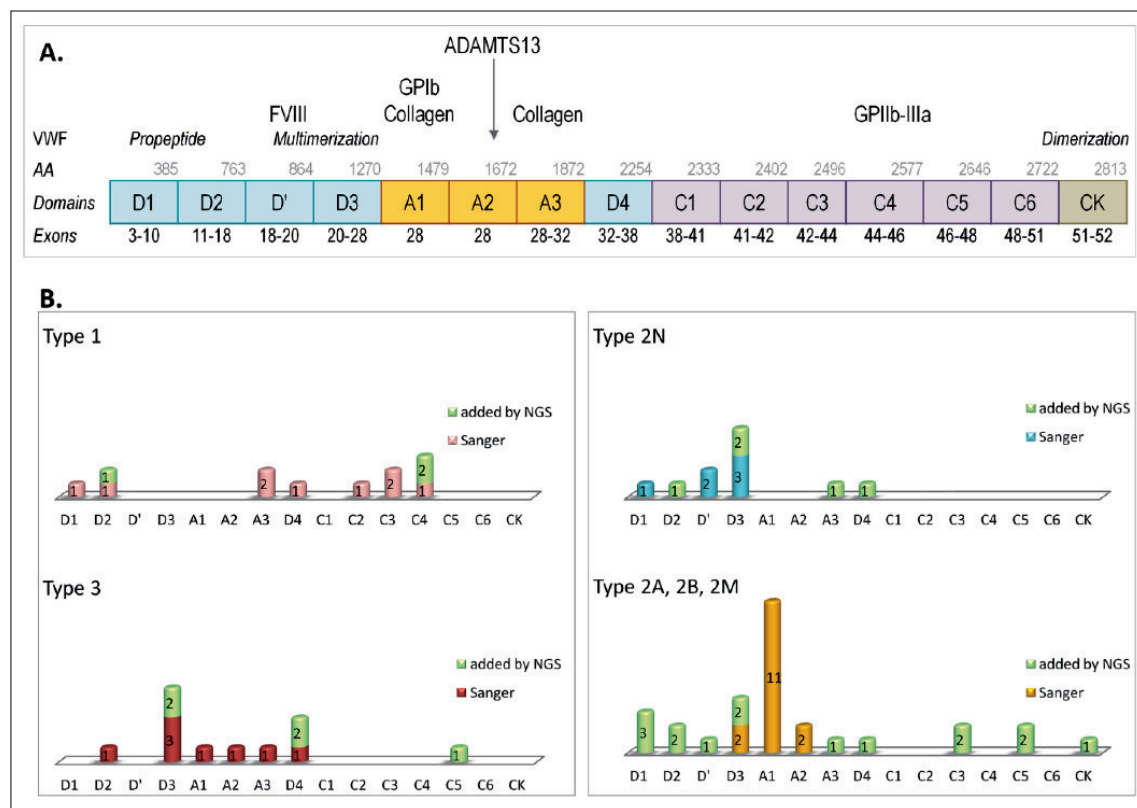 A.
ADAMTS13
GPIb
FVIII Collagen Collagen GPIIb-IIIa
VWF Propeptide Multimerization Dimerization
AA 385 763 864 1270 1479 1672 1872 2254 2333 2402 2496 2577 2646 2722 2813
Domains D1 D2 D' D3 A1 A2 A3 D4 C1 C2 C3 C4 C5 C6 CK
Exons 3-10 11-18 18-20 20-28 28 28 28-32 32-38 38-41 41-42 42-44 44-46 46-48 48-51 51-52
B.
Type 1
added by NGS
Sanger
1 1 1 2 1 1 2 2 1
D1 D2 D' D3 A1 A2 A3 D4 C1 C2 C3 C4 C5 C6 CK
Type 2N
added by NGS
Sanger
1 1 2 2 3 1 1
D1 D2 D' D3 A1 A2 A3 D4 C1 C2 C3 C4 C5 C6 CK
Type 3
added by NGS
Sanger
1 2 3 1 1 1 2 1 1
D1 D2 D' D3 A1 A2 A3 D4 C1 C2 C3 C4 C5 C6 CK
Type 2A, 2B, 2M
added by NGS
Sanger
3 2 1 2 2 11 2 1 1 2 2 1
D1 D2 D' D3 A1 A2 A3 D4 C1 C2 C3 C4 C5 C6 CK